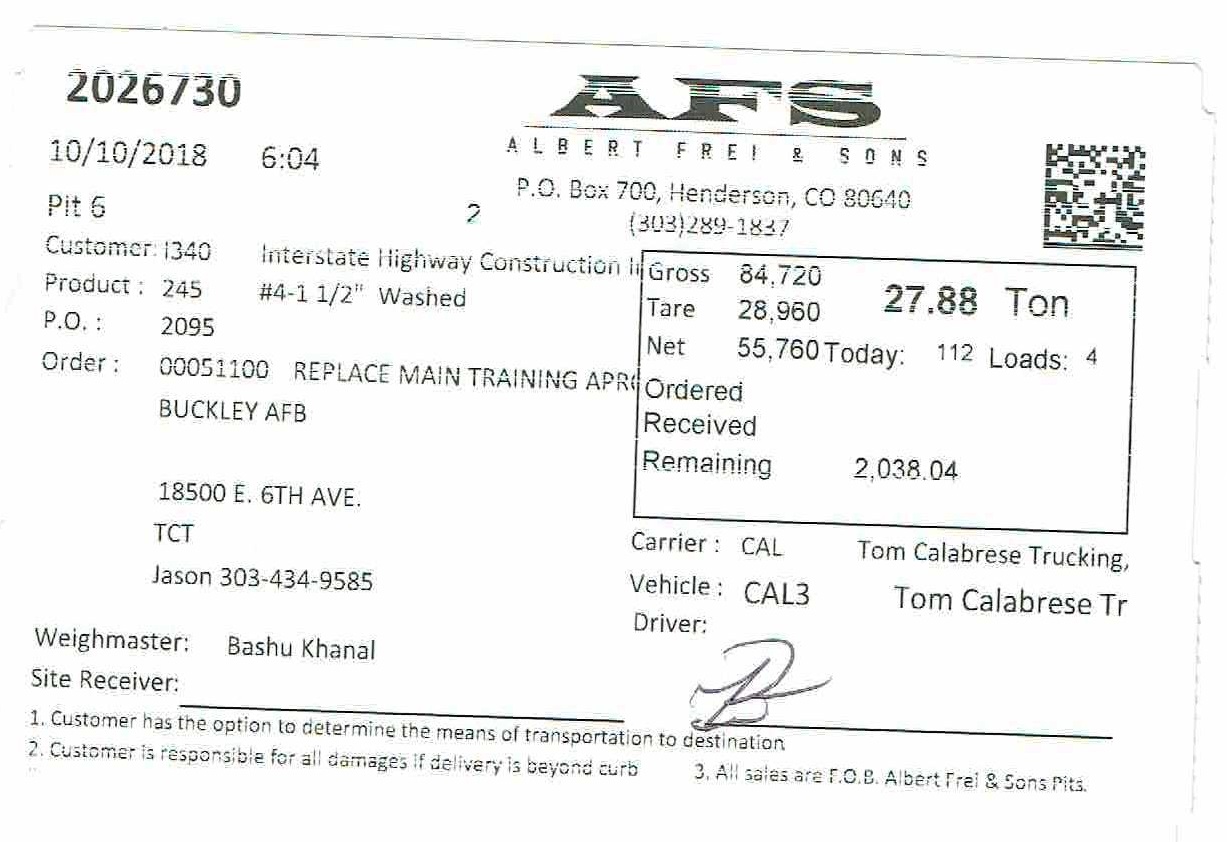 2026730
AFS
ALBERT FREI & SONS
10/10/2018 6:04
P.O. Box 700, Henderson, CO 80640
(303)289-1837
Pit 6 2
Customer: I340 Interstate Highway Construction I
Product : 245 #4-1 1/2" Washed
P.O. : 2095
Order : 00051100 REPLACE MAIN TRAINING APR
BUCKLEY AFB
18500 E. 6TH AVE.
TCT
Jason 303-434-9585
Gross 84,720 27.88 Ton
Tare 28,960
Net 55,760 Today: 112 Loads: 4
Ordered
Received
Remaining 2,038.04
Carrier : CAL Tom Calabrese Trucking,
Vehicle : CAL3 Tom Calabrese Tr
Driver:
Weighmaster: Bashu Khanal
Site Receiver:
1. Customer has the option to determine the means of transportation to destination
2. Customer is responsible for all damages if delivery is beyond curb 3. All sales are F.O.B. Albert Frei & Sons Pits.